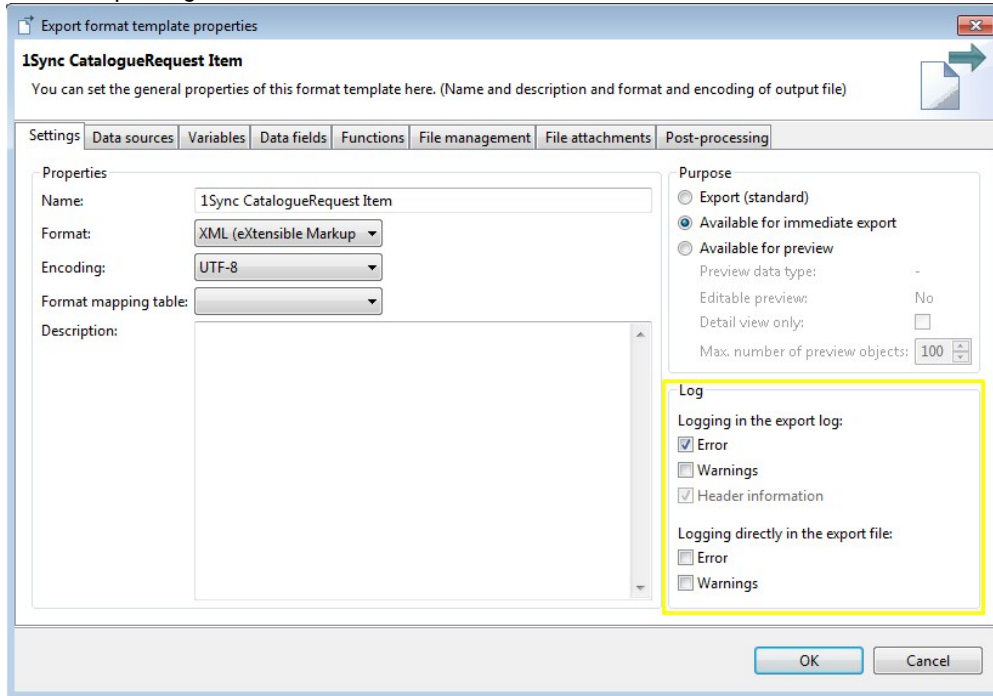 Export format template properties
1Sync CatalogueRequest Item
You can set the general properties of this format template here. (Name and description and format and encoding of output file)
Settings Data sources Variables Data fields Functions File management File attachments Post-processing
Properties
Name: 1Sync CatalogueRequest Item
Format: XML (eXtensible Markup
Encoding: UTF-8
Format mapping table:
Description:
Purpose
Export (standard)
Available for immediate export
Available for preview
Preview data type: -
Editable preview: No
Detail view only:
Max. number of preview objects: 100
Log
Logging in the export log:
Error
Warnings
Header information
Logging directly in the export file:
Error
Warnings
OK Cancel